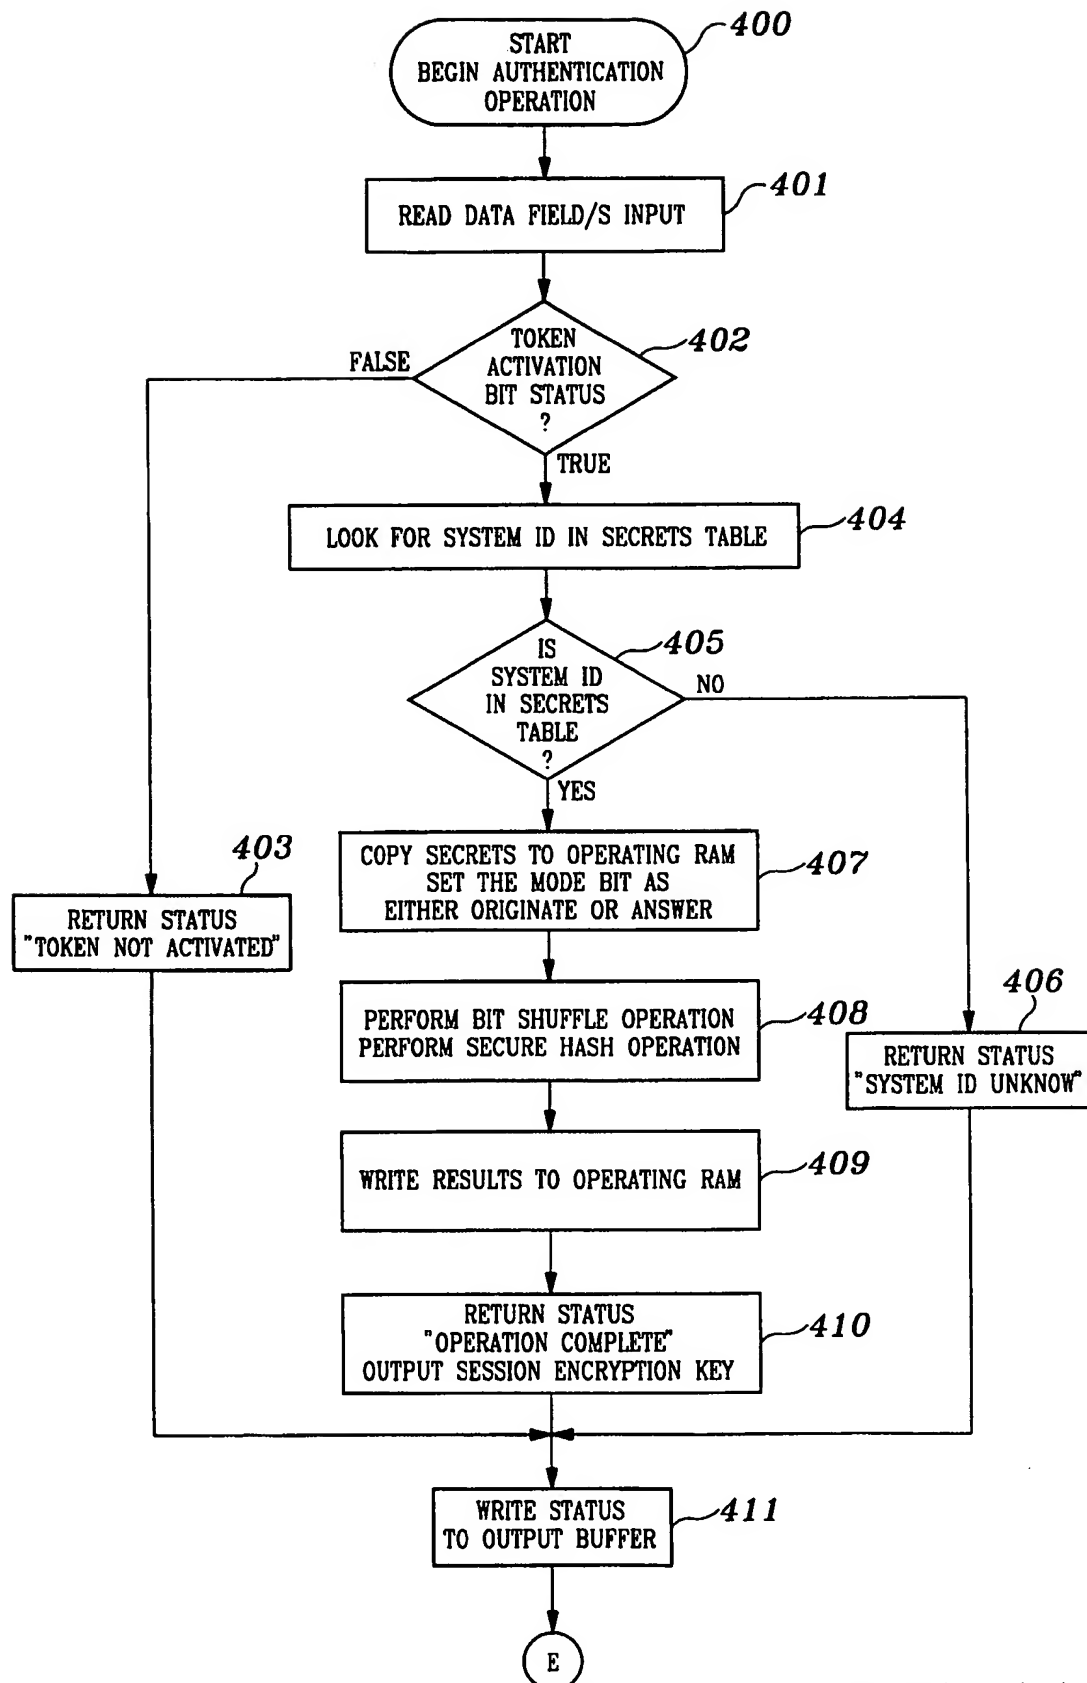 START
BEGIN AUTHENTICATION
OPERATION
400
READ DATA FIELD/S INPUT
401
TOKEN
ACTIVATION
BIT STATUS
?
402
FALSE
TRUE
LOOK FOR SYSTEM ID IN SECRETS TABLE
404
IS
SYSTEM ID
IN SECRETS
TABLE
?
405
NO
YES
403
RETURN STATUS
"TOKEN NOT ACTIVATED"
COPY SECRETS TO OPERATING RAM
SET THE MODE BIT AS
EITHER ORIGINATE OR ANSWER
407
PERFORM BIT SHUFFLE OPERATION
PERFORM SECURE HASH OPERATION
408
406
RETURN STATUS
"SYSTEM ID UNKNOW"
WRITE RESULTS TO OPERATING RAM
409
RETURN STATUS
"OPERATION COMPLETE"
OUTPUT SESSION ENCRYPTION KEY
410
WRITE STATUS
TO OUTPUT BUFFER
411
E